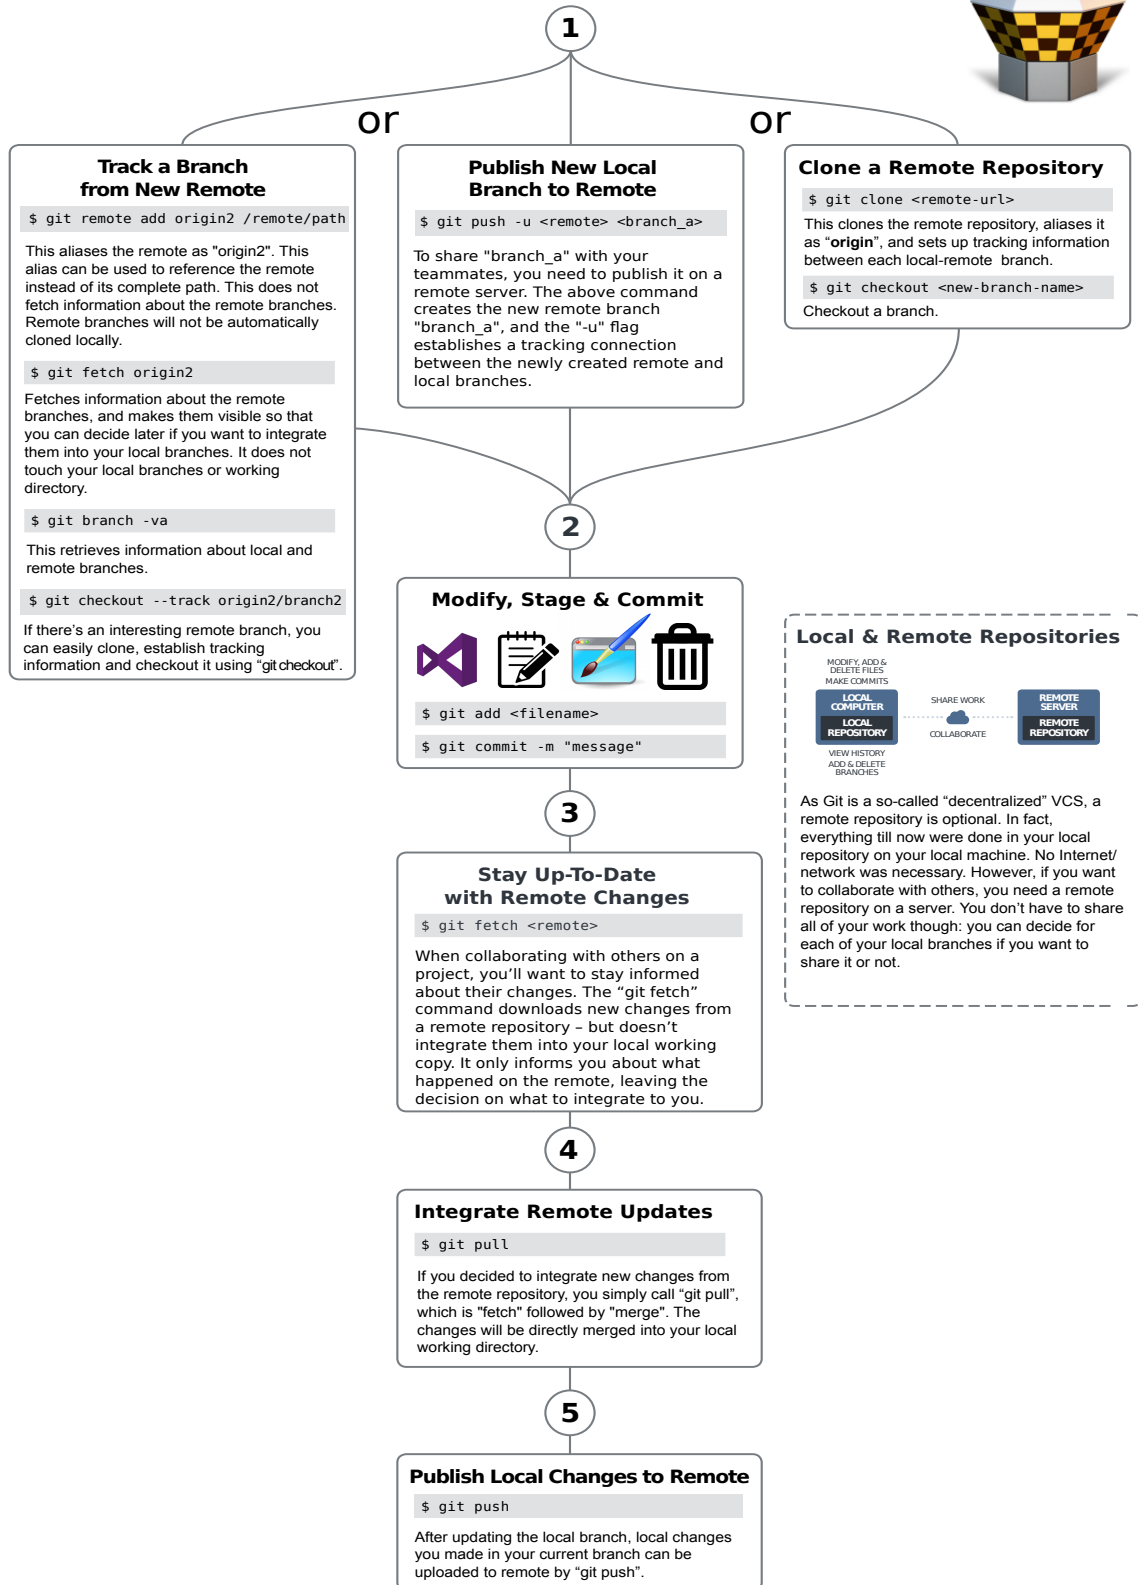 1
or
or
Track a Branch
from New Remote
$ git remote add origin2 /remote/path
This aliases the remote as "origin2". This
alias can be used to reference the remote
instead of its complete path. This does not
fetch information about the remote branches.
Remote branches will not be automatically
cloned locally.
$ git fetch origin2
Fetches information about the remote
branches, and makes them visible so that
you can decide later if you want to integrate
them into your local branches. It does not
touch your local branches or working
directory.
$ git branch -va
This retrieves information about local and
remote branches.
$ git checkout --track origin2/branch2
If there’s an interesting remote branch, you
can easily clone, establish tracking
information and checkout it using “git checkout”.
Publish New Local
Branch to Remote
$ git push -u <remote> <branch_a>
To share "branch_a" with your
teammates, you need to publish it on a
remote server. The above command
creates the new remote branch
"branch_a", and the "-u" flag
establishes a tracking connection
between the newly created remote and
local branches.
Clone a Remote Repository
$ git clone <remote-url>
This clones the remote repository, aliases it
as “origin”, and sets up tracking information
between each local-remote branch.
$ git checkout <new-branch-name>
Checkout a branch.
2
Modify, Stage & Commit
$ git add <filename>
$ git commit -m "message"
Local & Remote Repositories
MODIFY, ADD &
DELETE FILES
MAKE COMMITS
LOCAL
COMPUTER
LOCAL
REPOSITORY
VIEW HISTORY
ADD & DELETE
BRANCHES
SHARE WORK
COLLABORATE
REMOTE
SERVER
REMOTE
REPOSITORY
As Git is a so-called “decentralized” VCS, a
remote repository is optional. In fact,
everything till now were done in your local
repository on your local machine. No Internet/
network was necessary. However, if you want
to collaborate with others, you need a remote
repository on a server. You don’t have to share
all of your work though: you can decide for
each of your local branches if you want to
share it or not.
3
Stay Up-To-Date
with Remote Changes
$ git fetch <remote>
When collaborating with others on a
project, you’ll want to stay informed
about their changes. The “git fetch”
command downloads new changes from
a remote repository – but doesn’t
integrate them into your local working
copy. It only informs you about what
happened on the remote, leaving the
decision on what to integrate to you.
4
Integrate Remote Updates
$ git pull
If you decided to integrate new changes from
the remote repository, you simply call “git pull”,
which is "fetch" followed by "merge". The
changes will be directly merged into your local
working directory.
5
Publish Local Changes to Remote
$ git push
After updating the local branch, local changes
you made in your current branch can be
uploaded to remote by “git push”.